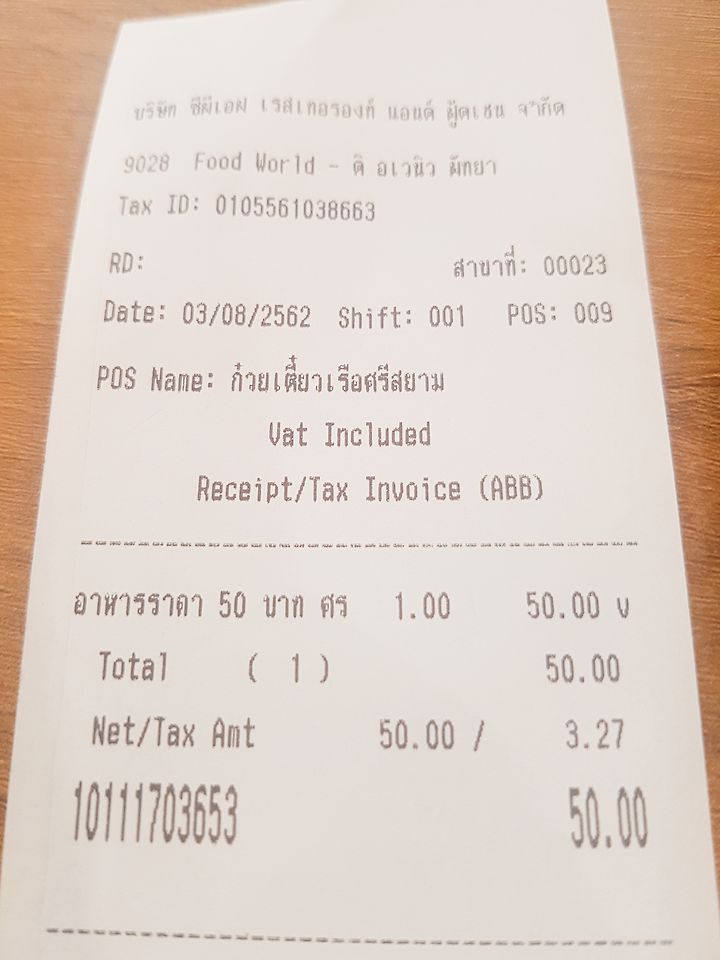 บริษัท ซีพีเอฟ เรสเทอรองท์ แอนด์ ฟู้ดเชน จำกัด
9028 Food World - ดิ อเวนิว พัทยา
Tax ID: 0105561038663
RD: สาขาที่: 00023
Date: 03/08/2562 Shift: 001 POS: 009
POS Name: ก๋วยเตี๋ยวเรือศรีสยาม
Vat Included
Receipt/Tax Invoice (ABB)
อาหารราคา 50 บาท ศร 1.00 50.00 v
Total ( 1 ) 50.00
Net/Tax Amt 50.00 / 3.27
10111703653 50.00